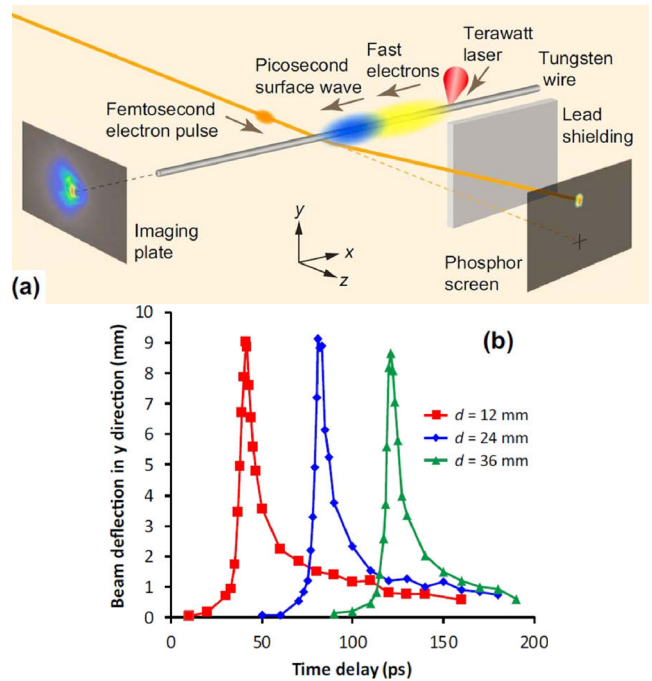 Terawatt
laser
Fast
electrons
Tungsten
wire
Picosecond
surface wave
Femtosecond
electron pulse
Lead
shielding
Imaging
plate
y
x
z
Phosphor
screen
(a)
(b)
Beam deflection in y direction (mm)
10
9
8
7
6
5
4
3
2
1
0
d = 12 mm
d = 24 mm
d = 36 mm
0 50 100 150 200
Time delay (ps)